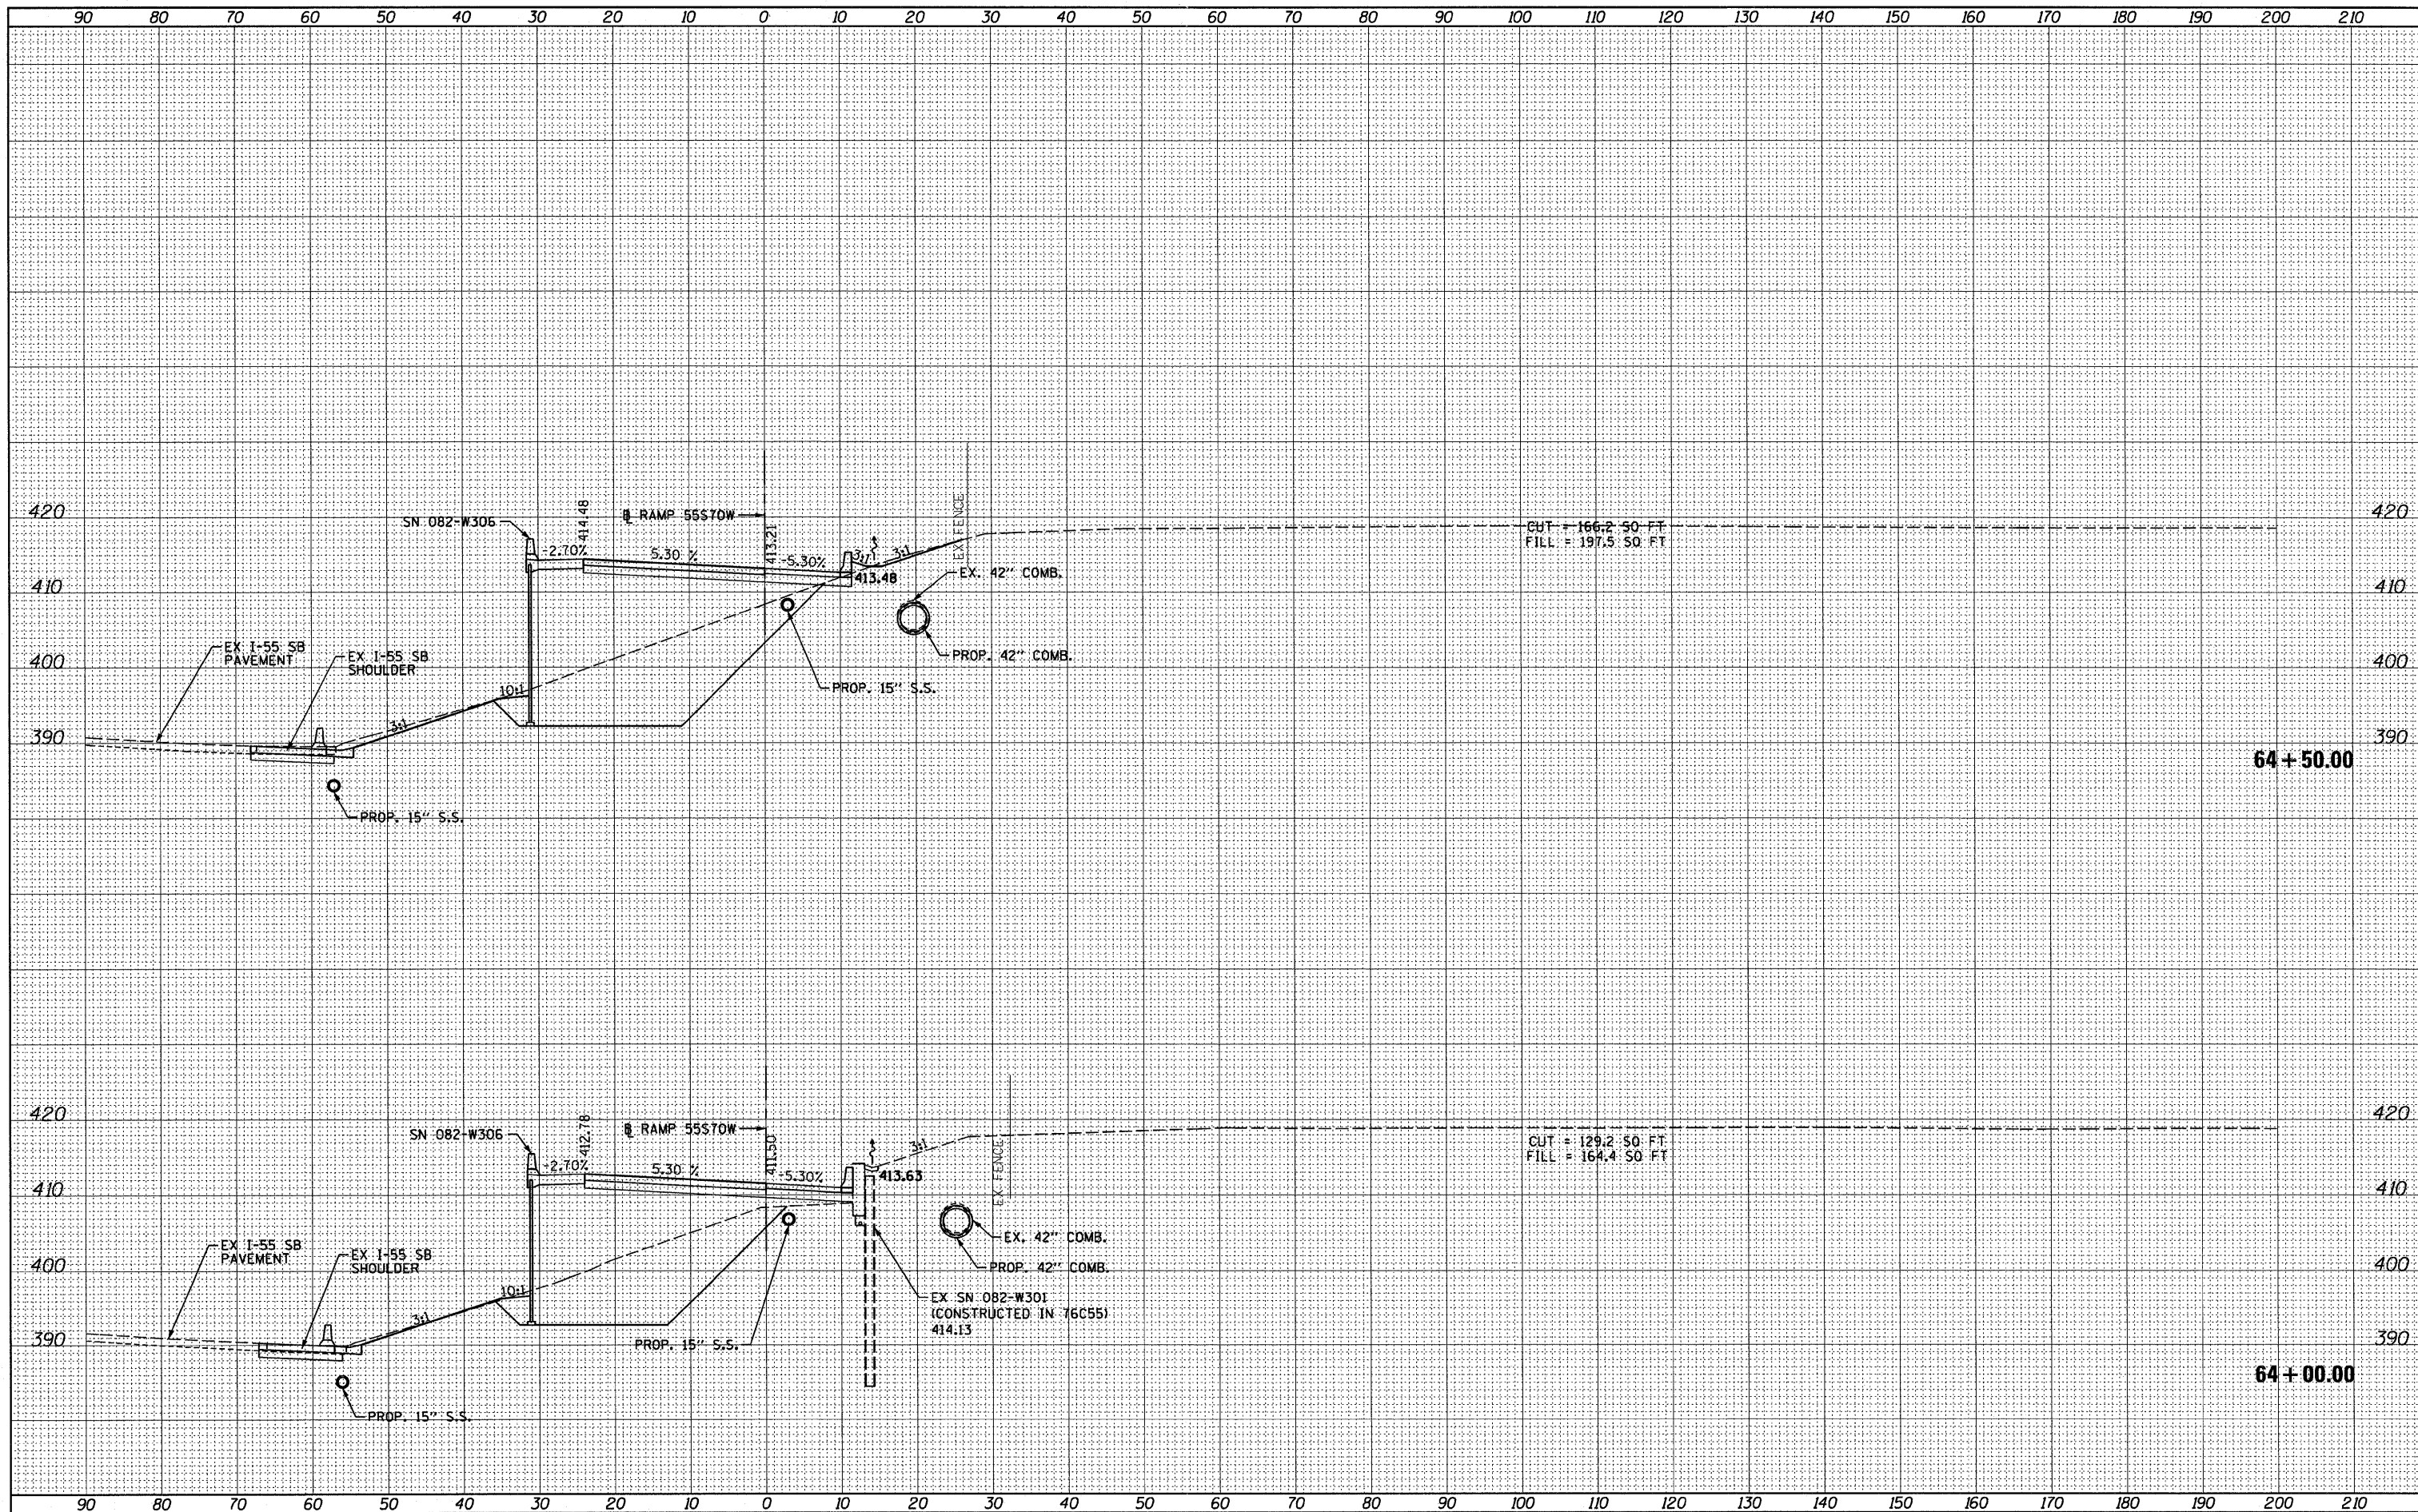 90 80 70 60 50 40 30 20 10 0 10 20 30 40 50 60 70 80 90 100 110 120 130 140 150 160 170 180 190 200 210
420 SN 082-W306 414.48 ℄ RAMP 55S70W 413.21 EX. FENCE CUT = 166.2 SQ FT 420
FILL = 197.5 SQ FT
-2.70% 5.30 % -5.30% 3:1 3:1
413.48 EX. 42" COMB.
410 410
EX I-55 SB
PAVEMENT
EX I-55 SB
SHOULDER
PROP. 42" COMB.
400 400
10:1 PROP. 15" S.S.
3:1
390 390
64+50.00
PROP. 15" S.S.
420 SN 082-W306 412.78 ℄ RAMP 55S70W 411.50 3:1 EX FENCE CUT = 129.2 SQ FT 420
FILL = 164.4 SQ FT
-2.70% 5.30 % -5.30% 413.63
410 410
EX I-55 SB
PAVEMENT
EX I-55 SB
SHOULDER
EX. 42" COMB.
PROP. 42" COMB.
400 400
10:1 EX SN 082-W301
(CONSTRUCTED IN 76C55)
414.13
3:1
390 PROP. 15" S.S. 390
64+00.00
PROP. 15" S.S.
90 80 70 60 50 40 30 20 10 0 10 20 30 40 50 60 70 80 90 100 110 120 130 140 150 160 170 180 190 200 210